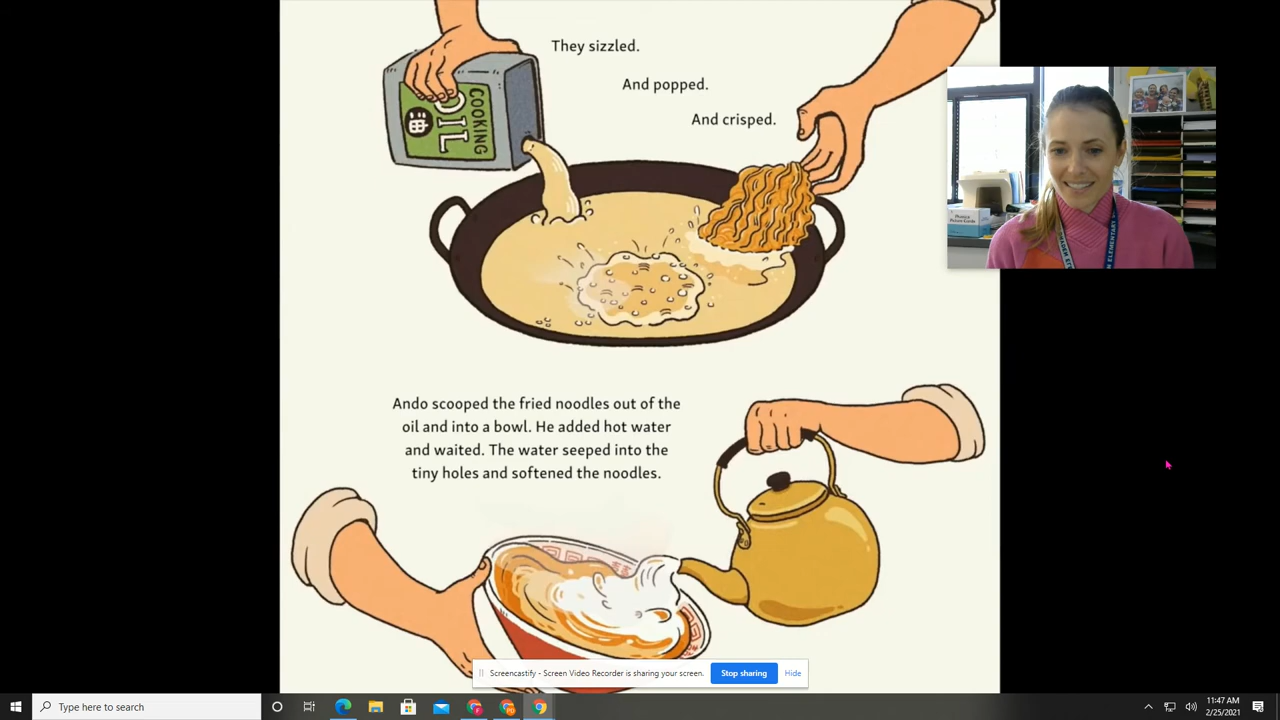 They sizzled.
And popped.
And crisped.
COOKING
OIL
油
Ando scooped the fried noodles out of the
oil and into a bowl. He added hot water
and waited. The water seeped into the
tiny holes and softened the noodles.
Screencastify - Screen Video Recorder is sharing your screen.
Stop sharing
Hide
Type here to search
11:47 AM
2/25/2021